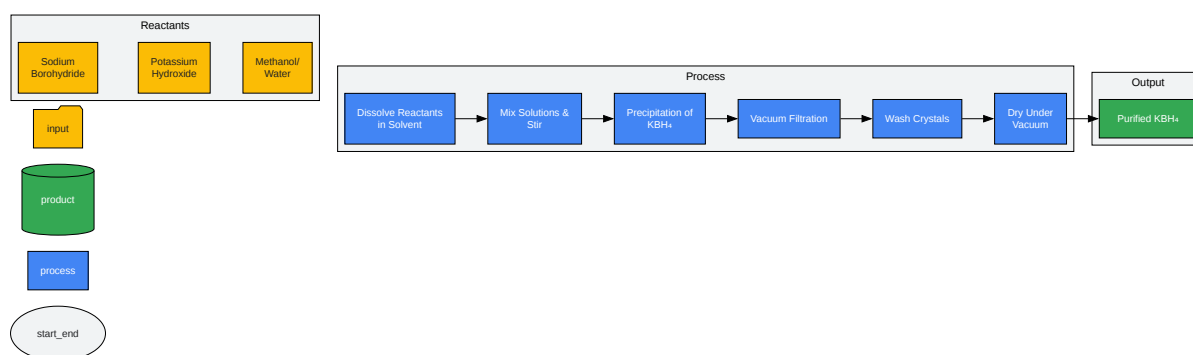 Reactants
Sodium
Borohydride
Potassium
Hydroxide
Methanol/
Water
input
product
process
start_end
Process
Dissolve Reactants
in Solvent
Mix Solutions &
Stir
Precipitation of
KBH₄
Vacuum Filtration
Wash Crystals
Dry Under
Vacuum
Output
Purified KBH₄